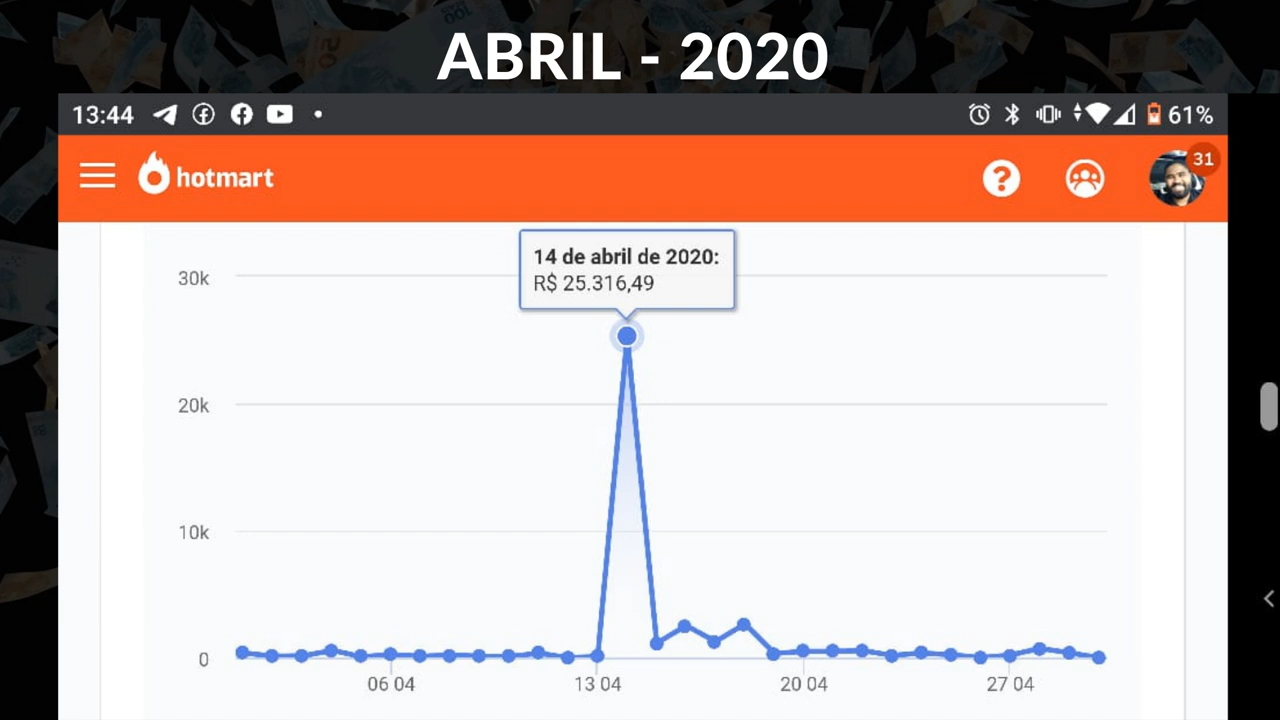 ABRIL - 2020
13:44
61%
hotmart
?
31
14 de abril de 2020:
R$ 25.316,49
30k
20k
10k
0
06 04
13 04
20 04
27 04